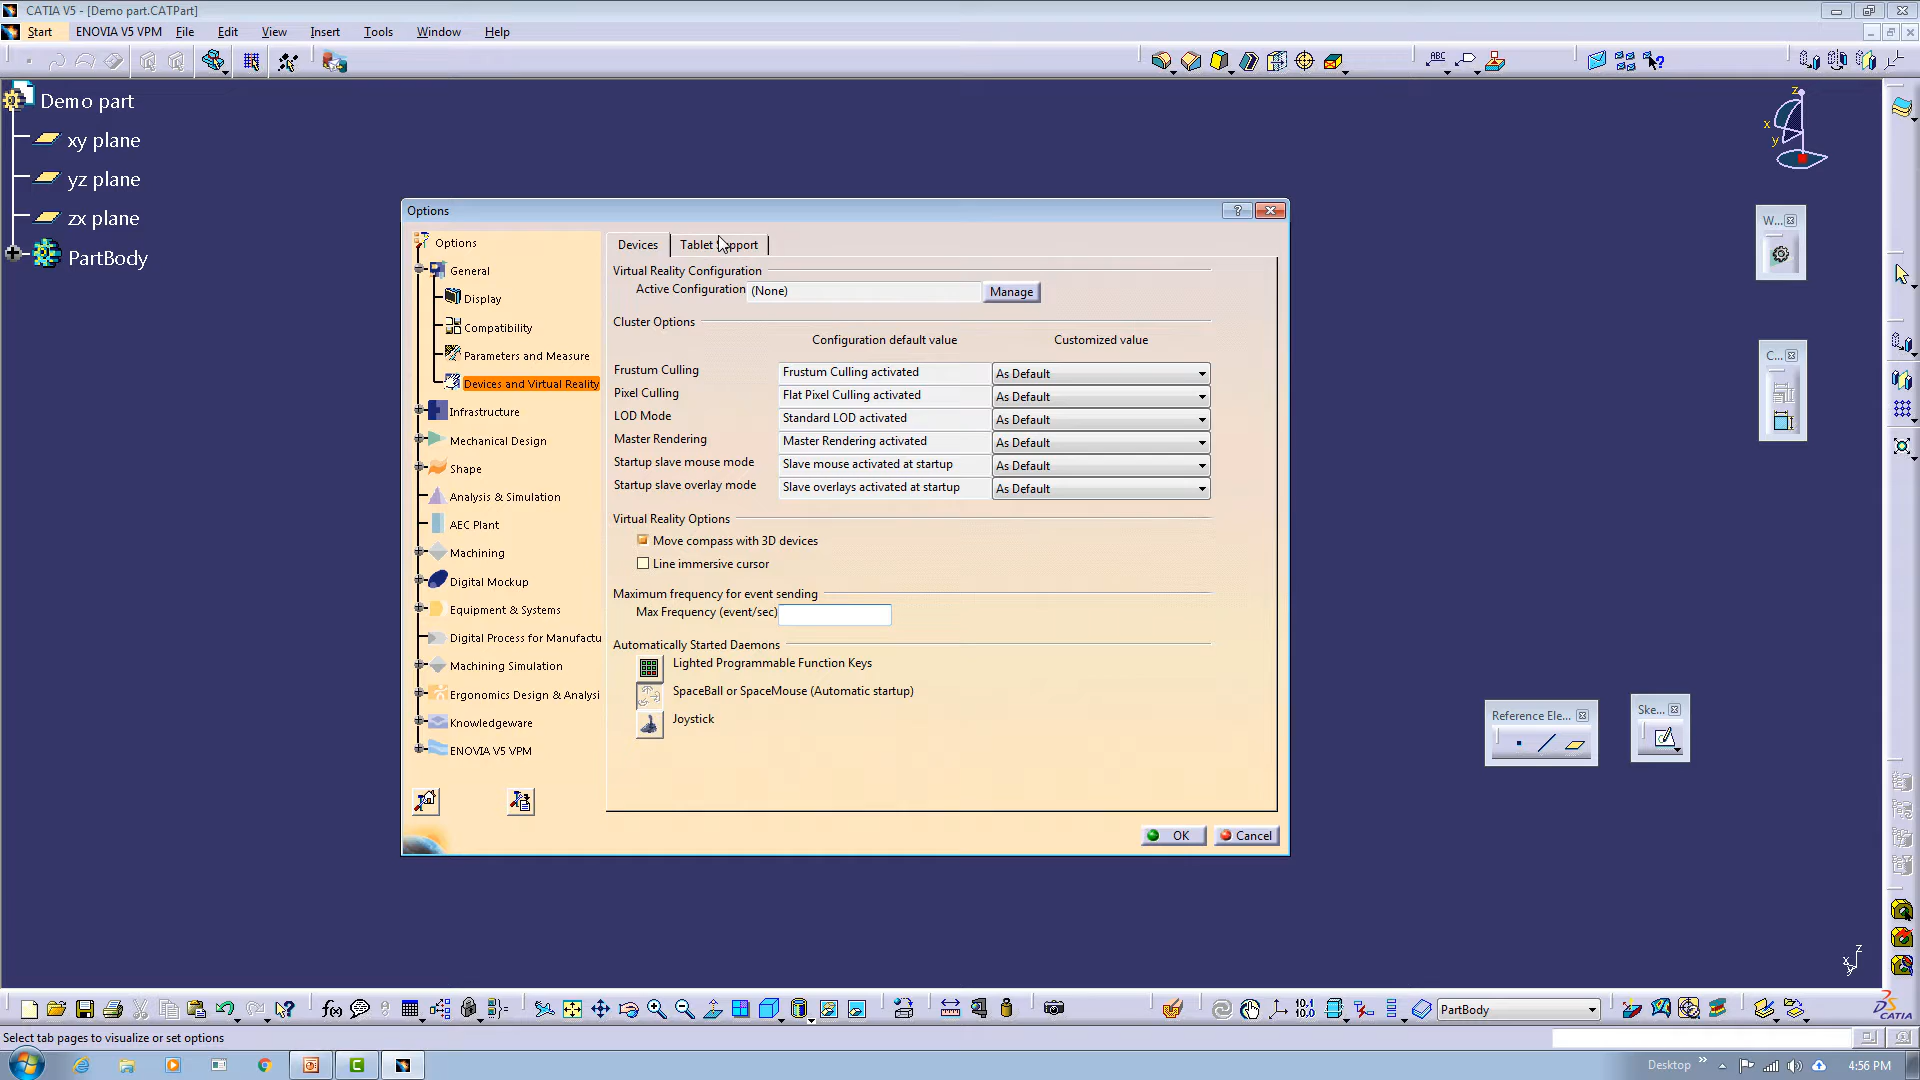 CATIA V5 - [Demo part.CATPart]
Start ENOVIA V5 VPM File Edit View Insert Tools Window Help
ABC
Demo part
xy plane
yz plane
zx plane
PartBody
z
x
y
W...
C...
Options
Options
General
Display
Compatibility
Parameters and Measure
Devices and Virtual Reality
Infrastructure
Mechanical Design
Shape
Analysis & Simulation
AEC Plant
Machining
Digital Mockup
Equipment & Systems
Digital Process for Manufactu
Machining Simulation
Ergonomics Design & Analysi
Knowledgeware
ENOVIA V5 VPM
Devices Tablet Support
Virtual Reality Configuration
Active Configuration (None) Manage
Cluster Options
Configuration default value Customized value
Frustum Culling Frustum Culling activated As Default
Pixel Culling Flat Pixel Culling activated As Default
LOD Mode Standard LOD activated As Default
Master Rendering Master Rendering activated As Default
Startup slave mouse mode Slave mouse activated at startup As Default
Startup slave overlay mode Slave overlays activated at startup As Default
Virtual Reality Options
Move compass with 3D devices
Line immersive cursor
Maximum frequency for event sending
Max Frequency (event/sec)
Automatically Started Daemons
Lighted Programmable Function Keys
SpaceBall or SpaceMouse (Automatic startup)
Joystick
OK Cancel
Reference Ele...
Ske...
z
x
y
f(x)
10.1
10,0
PartBody
CATIA
Select tab pages to visualize or set options
Desktop
4:56 PM